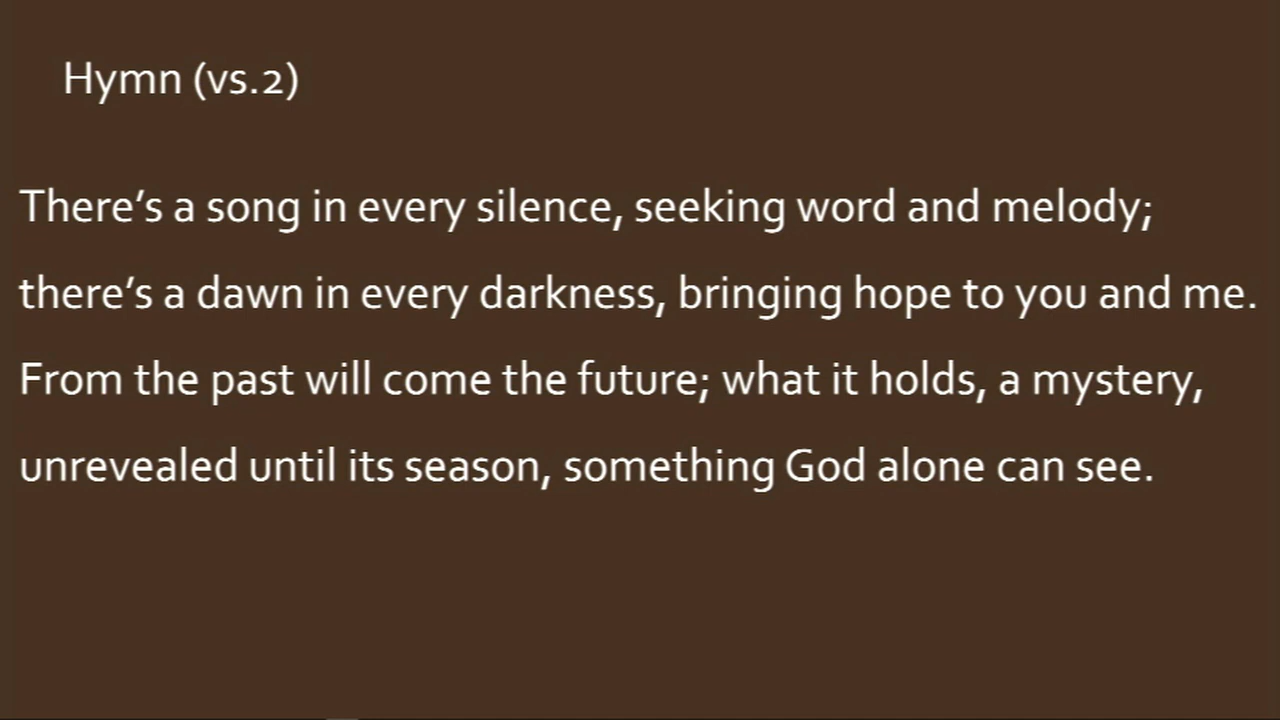 Hymn (vs.2)
There’s a song in every silence, seeking word and melody;
there’s a dawn in every darkness, bringing hope to you and me.
From the past will come the future; what it holds, a mystery,
unrevealed until its season, something God alone can see.